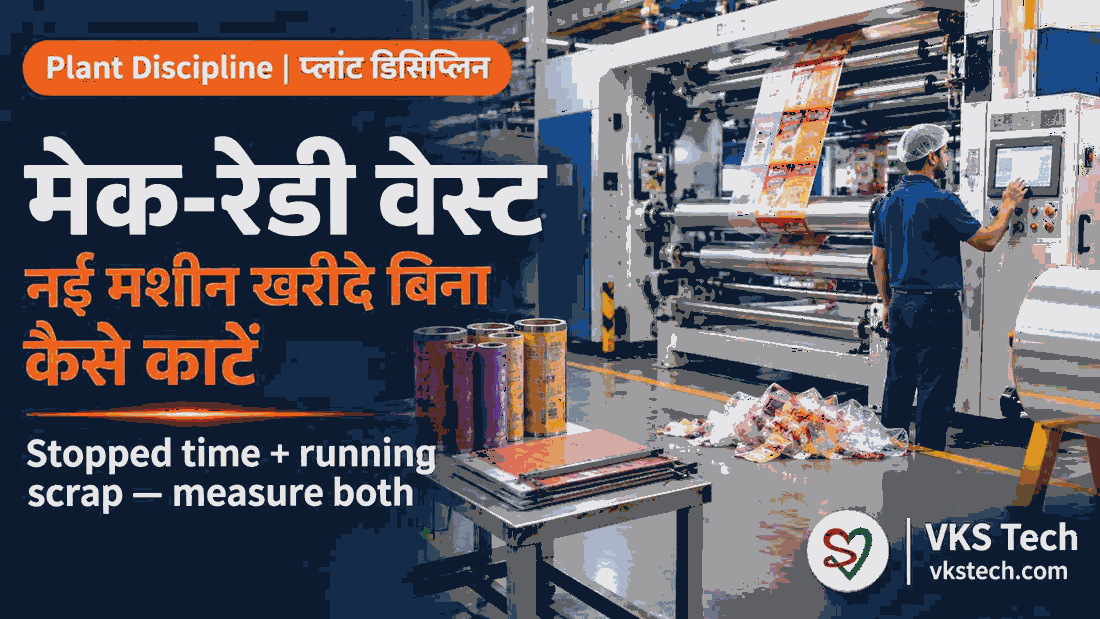 Plant Discipline | प्लांट डिसिप्लिन
मेक-रेडी वेस्ट
नई मशीन खरीदे बिना
कैसे काटें
Stopped time + running
scrap — measure both
VKS Tech
vkstech.com